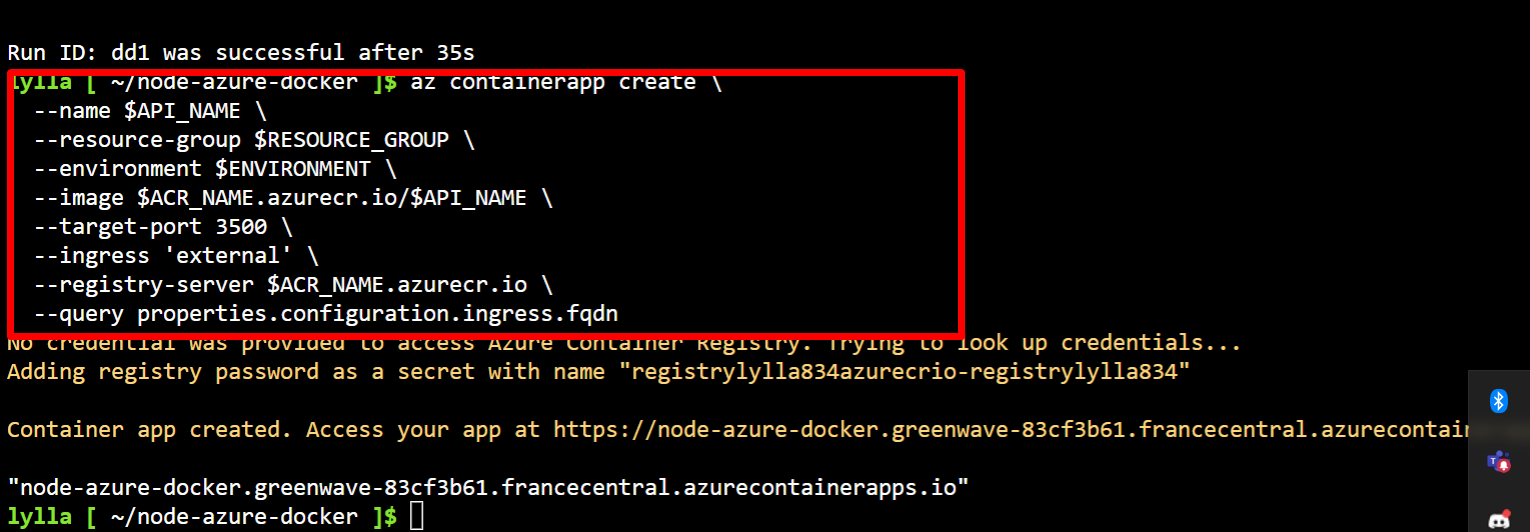 Run ID: dd1 was successful after 35s
lylla [ ~/node-azure-docker ]$ az containerapp create \
--name $API_NAME \
--resource-group $RESOURCE_GROUP \
--environment $ENVIRONMENT \
--image $ACR_NAME.azurecr.io/$API_NAME \
--target-port 3500 \
--ingress 'external' \
--registry-server $ACR_NAME.azurecr.io \
--query properties.configuration.ingress.fqdn
No credential was provided to access Azure Container Registry. Trying to look up credentials...
Adding registry password as a secret with name "registrylylla834azurecrio-registrylylla834"
Container app created. Access your app at https://node-azure-docker.greenwave-83cf3b61.francecentral.azurecontain
"node-azure-docker.greenwave-83cf3b61.francecentral.azurecontainerapps.io"
lylla [ ~/node-azure-docker ]$